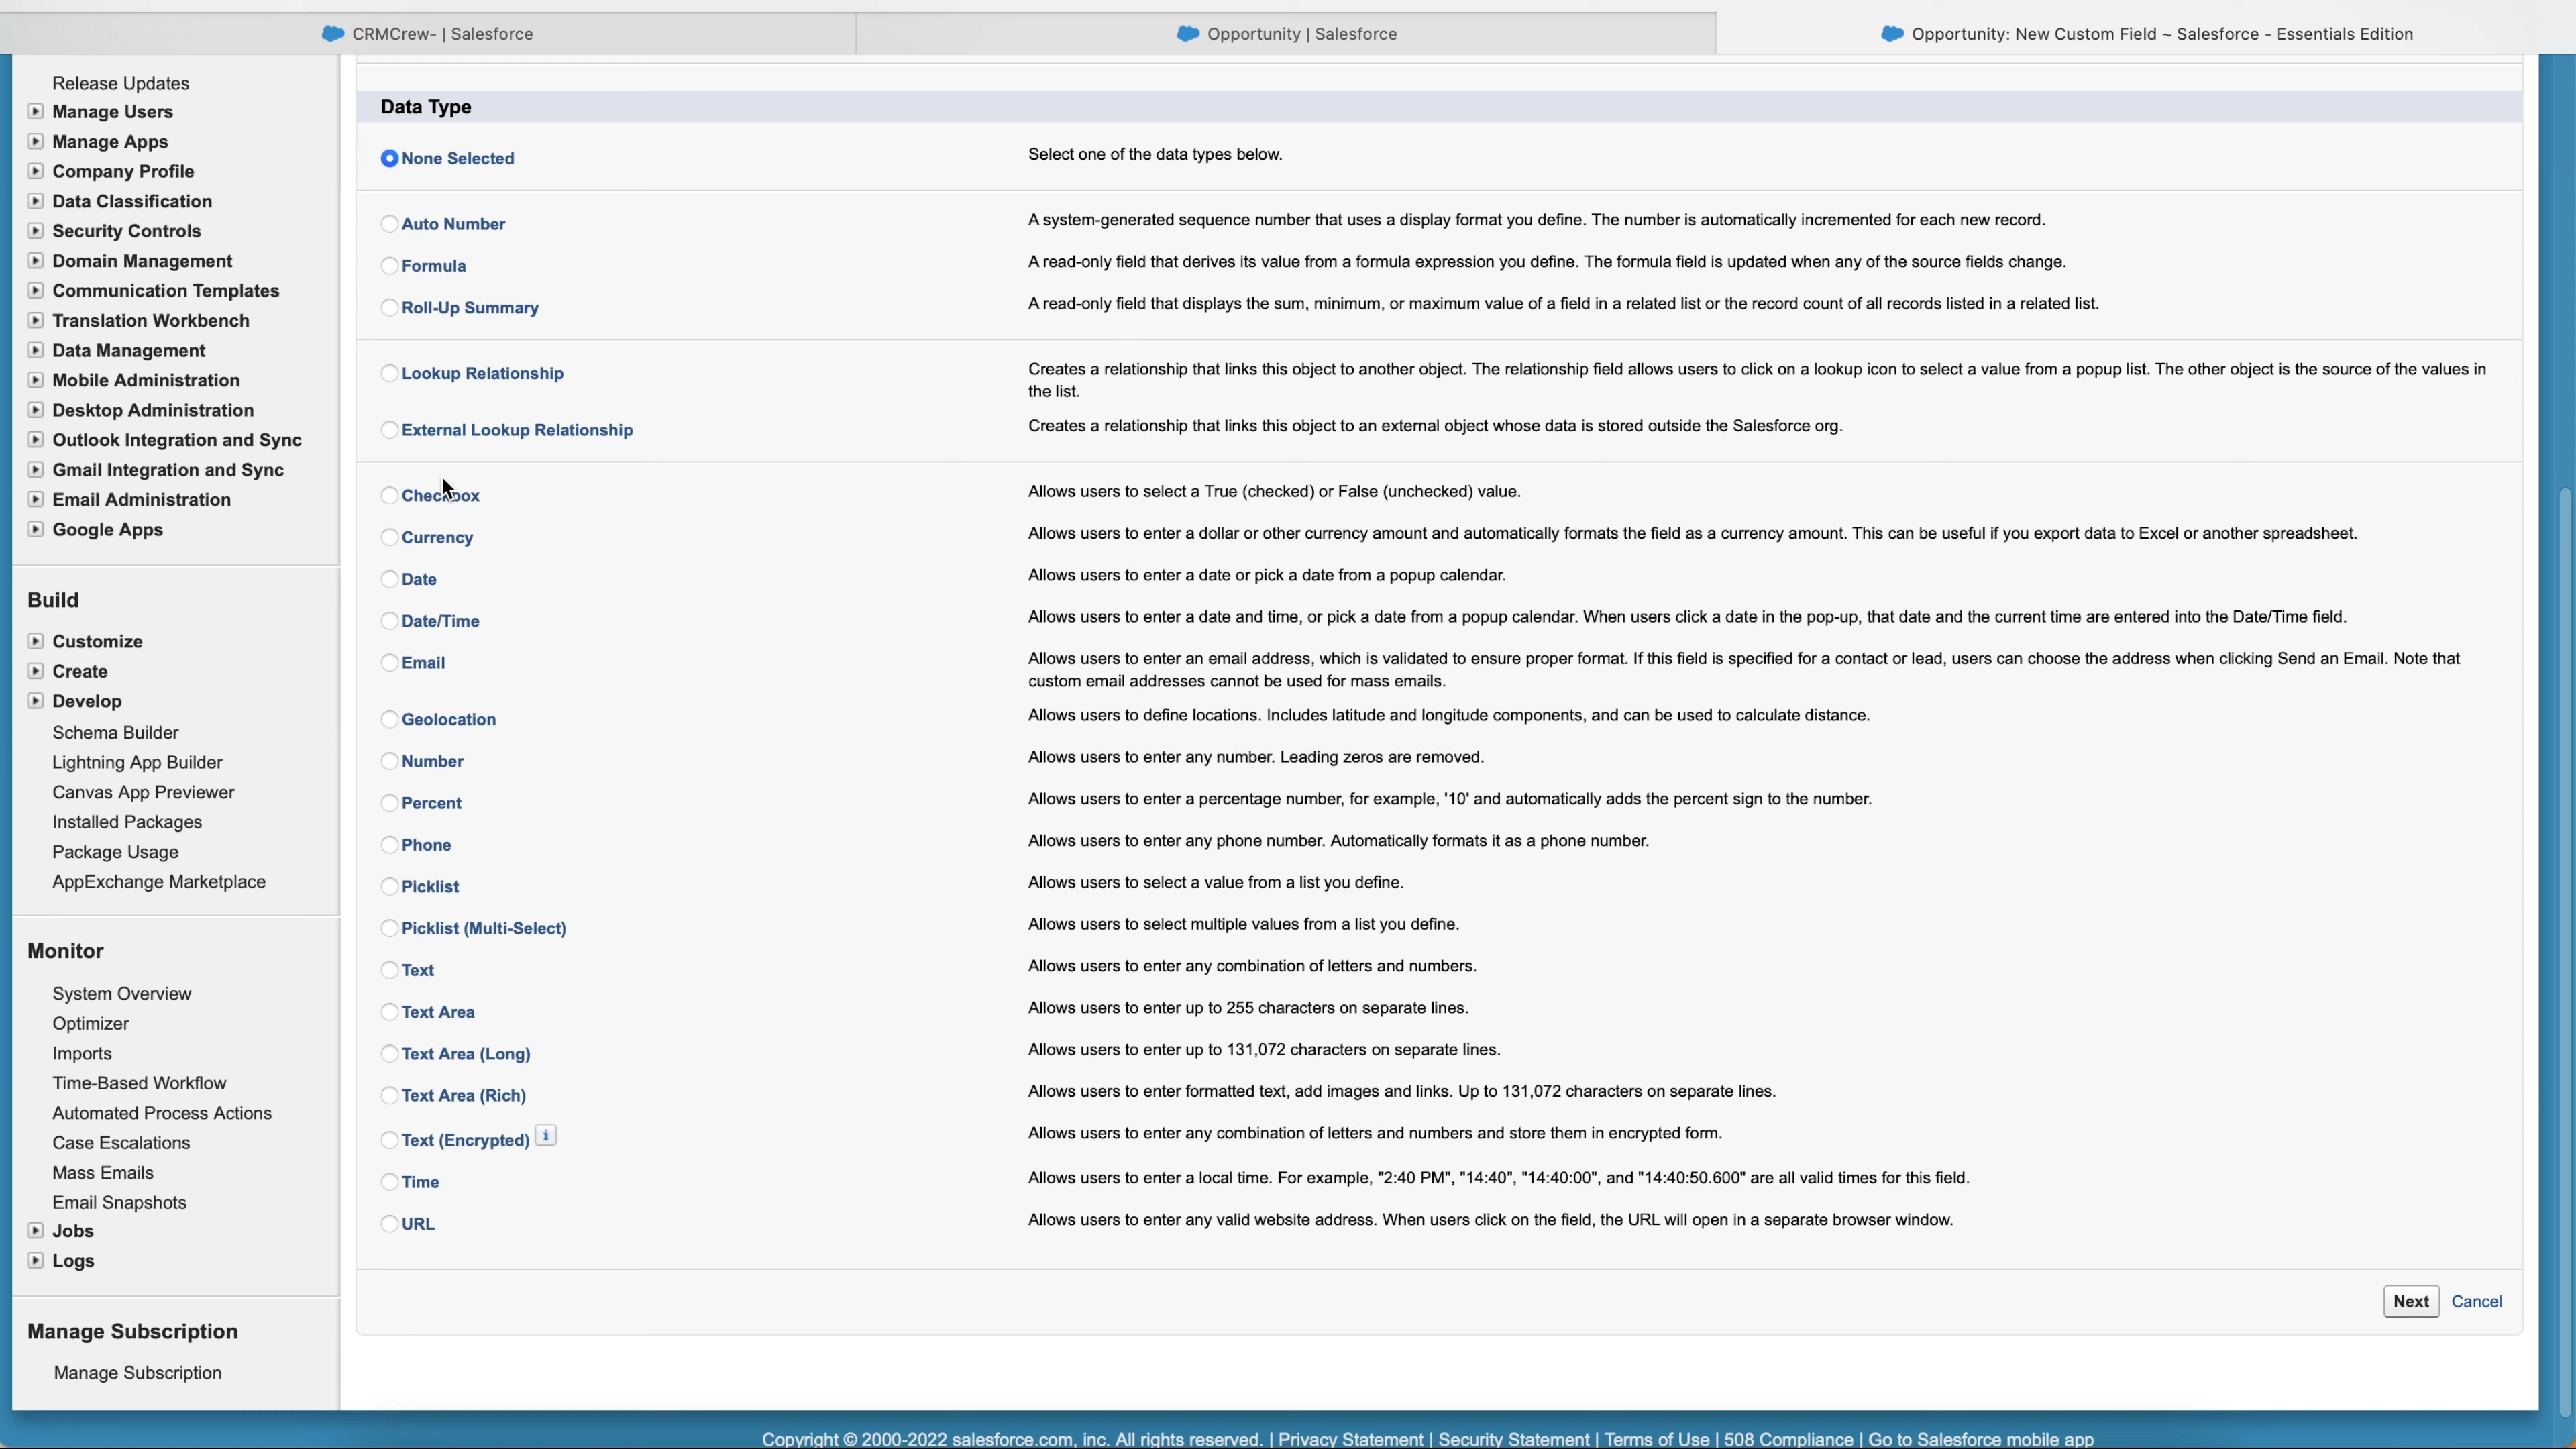 CRMCrew- | Salesforce
Opportunity | Salesforce
Opportunity: New Custom Field ~ Salesforce - Essentials Edition
Release Updates
Manage Users
Manage Apps
Company Profile
Data Classification
Security Controls
Domain Management
Communication Templates
Translation Workbench
Data Management
Mobile Administration
Desktop Administration
Outlook Integration and Sync
Gmail Integration and Sync
Email Administration
Google Apps
Build
Customize
Create
Develop
Schema Builder
Lightning App Builder
Canvas App Previewer
Installed Packages
Package Usage
AppExchange Marketplace
Monitor
System Overview
Optimizer
Imports
Time-Based Workflow
Automated Process Actions
Case Escalations
Mass Emails
Email Snapshots
Jobs
Logs
Manage Subscription
Manage Subscription
Data Type
None Selected
Select one of the data types below.
Auto Number
A system-generated sequence number that uses a display format you define. The number is automatically incremented for each new record.
Formula
A read-only field that derives its value from a formula expression you define. The formula field is updated when any of the source fields change.
Roll-Up Summary
A read-only field that displays the sum, minimum, or maximum value of a field in a related list or the record count of all records listed in a related list.
Lookup Relationship
Creates a relationship that links this object to another object. The relationship field allows users to click on a lookup icon to select a value from a popup list. The other object is the source of the values in
the list.
External Lookup Relationship
Creates a relationship that links this object to an external object whose data is stored outside the Salesforce org.
Checkbox
Allows users to select a True (checked) or False (unchecked) value.
Currency
Allows users to enter a dollar or other currency amount and automatically formats the field as a currency amount. This can be useful if you export data to Excel or another spreadsheet.
Date
Allows users to enter a date or pick a date from a popup calendar.
Date/Time
Allows users to enter a date and time, or pick a date from a popup calendar. When users click a date in the pop-up, that date and the current time are entered into the Date/Time field.
Email
Allows users to enter an email address, which is validated to ensure proper format. If this field is specified for a contact or lead, users can choose the address when clicking Send an Email. Note that
custom email addresses cannot be used for mass emails.
Geolocation
Allows users to define locations. Includes latitude and longitude components, and can be used to calculate distance.
Number
Allows users to enter any number. Leading zeros are removed.
Percent
Allows users to enter a percentage number, for example, '10' and automatically adds the percent sign to the number.
Phone
Allows users to enter any phone number. Automatically formats it as a phone number.
Picklist
Allows users to select a value from a list you define.
Picklist (Multi-Select)
Allows users to select multiple values from a list you define.
Text
Allows users to enter any combination of letters and numbers.
Text Area
Allows users to enter up to 255 characters on separate lines.
Text Area (Long)
Allows users to enter up to 131,072 characters on separate lines.
Text Area (Rich)
Allows users to enter formatted text, add images and links. Up to 131,072 characters on separate lines.
Text (Encrypted) i
Allows users to enter any combination of letters and numbers and store them in encrypted form.
Time
Allows users to enter a local time. For example, "2:40 PM", "14:40", "14:40:00", and "14:40:50.600" are all valid times for this field.
URL
Allows users to enter any valid website address. When users click on the field, the URL will open in a separate browser window.
Next Cancel
Copyright © 2000-2022 salesforce.com, inc. All rights reserved. | Privacy Statement | Security Statement | Terms of Use | 508 Compliance | Go to Salesforce mobile app